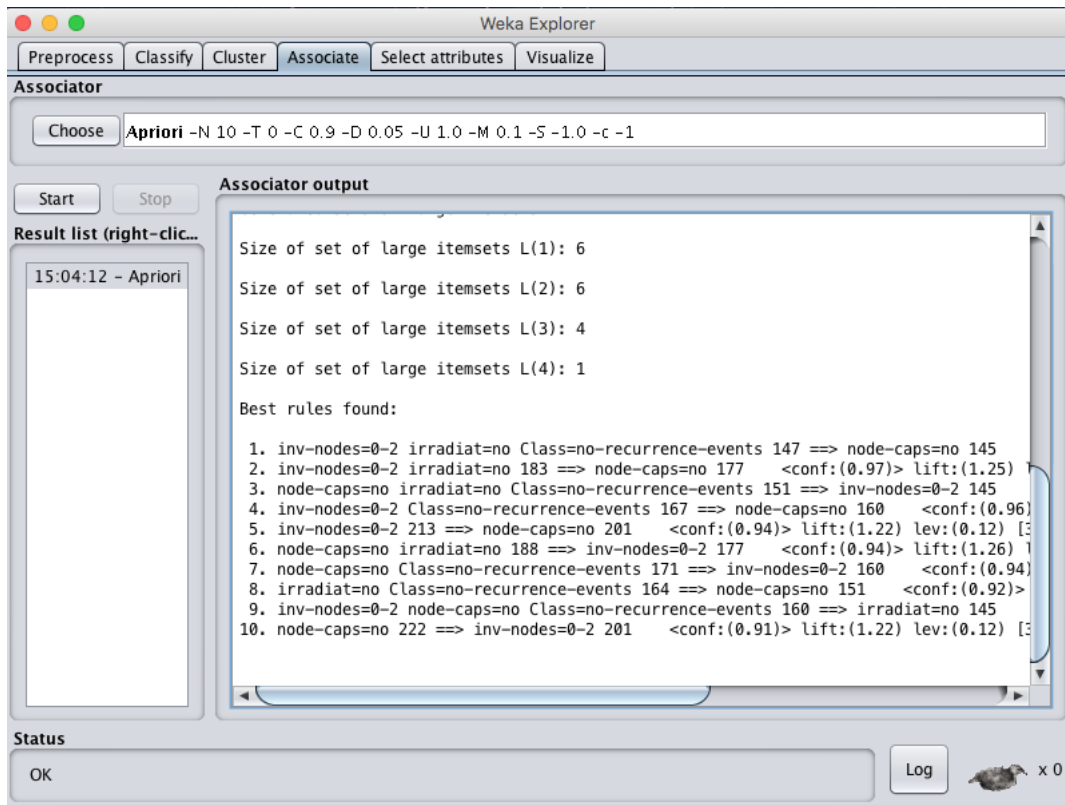 Weka Explorer
Preprocess Classify Cluster Associate Select attributes Visualize
Associator
Choose Apriori -N 10 -T 0 -C 0.9 -D 0.05 -U 1.0 -M 0.1 -S -1.0 -c -1
Start Stop
Result list (right-clic...
15:04:12 - Apriori
Associator output
Size of set of large itemsets L(1): 6
Size of set of large itemsets L(2): 6
Size of set of large itemsets L(3): 4
Size of set of large itemsets L(4): 1
Best rules found:
1. inv-nodes=0-2 irradiat=no Class=no-recurrence-events 147 ==> node-caps=no 145
2. inv-nodes=0-2 irradiat=no 183 ==> node-caps=no 177 <conf:(0.97)> lift:(1.25)
3. node-caps=no irradiat=no Class=no-recurrence-events 151 ==> inv-nodes=0-2 145
4. inv-nodes=0-2 Class=no-recurrence-events 167 ==> node-caps=no 160 <conf:(0.96)
5. inv-nodes=0-2 213 ==> node-caps=no 201 <conf:(0.94)> lift:(1.22) lev:(0.12) [3
6. node-caps=no irradiat=no 188 ==> inv-nodes=0-2 177 <conf:(0.94)> lift:(1.26)
7. node-caps=no Class=no-recurrence-events 171 ==> inv-nodes=0-2 160 <conf:(0.94)
8. irradiat=no Class=no-recurrence-events 164 ==> node-caps=no 151 <conf:(0.92)>
9. inv-nodes=0-2 node-caps=no Class=no-recurrence-events 160 ==> irradiat=no 145
10. node-caps=no 222 ==> inv-nodes=0-2 201 <conf:(0.91)> lift:(1.22) lev:(0.12) [3
Status
OK
Log
x 0